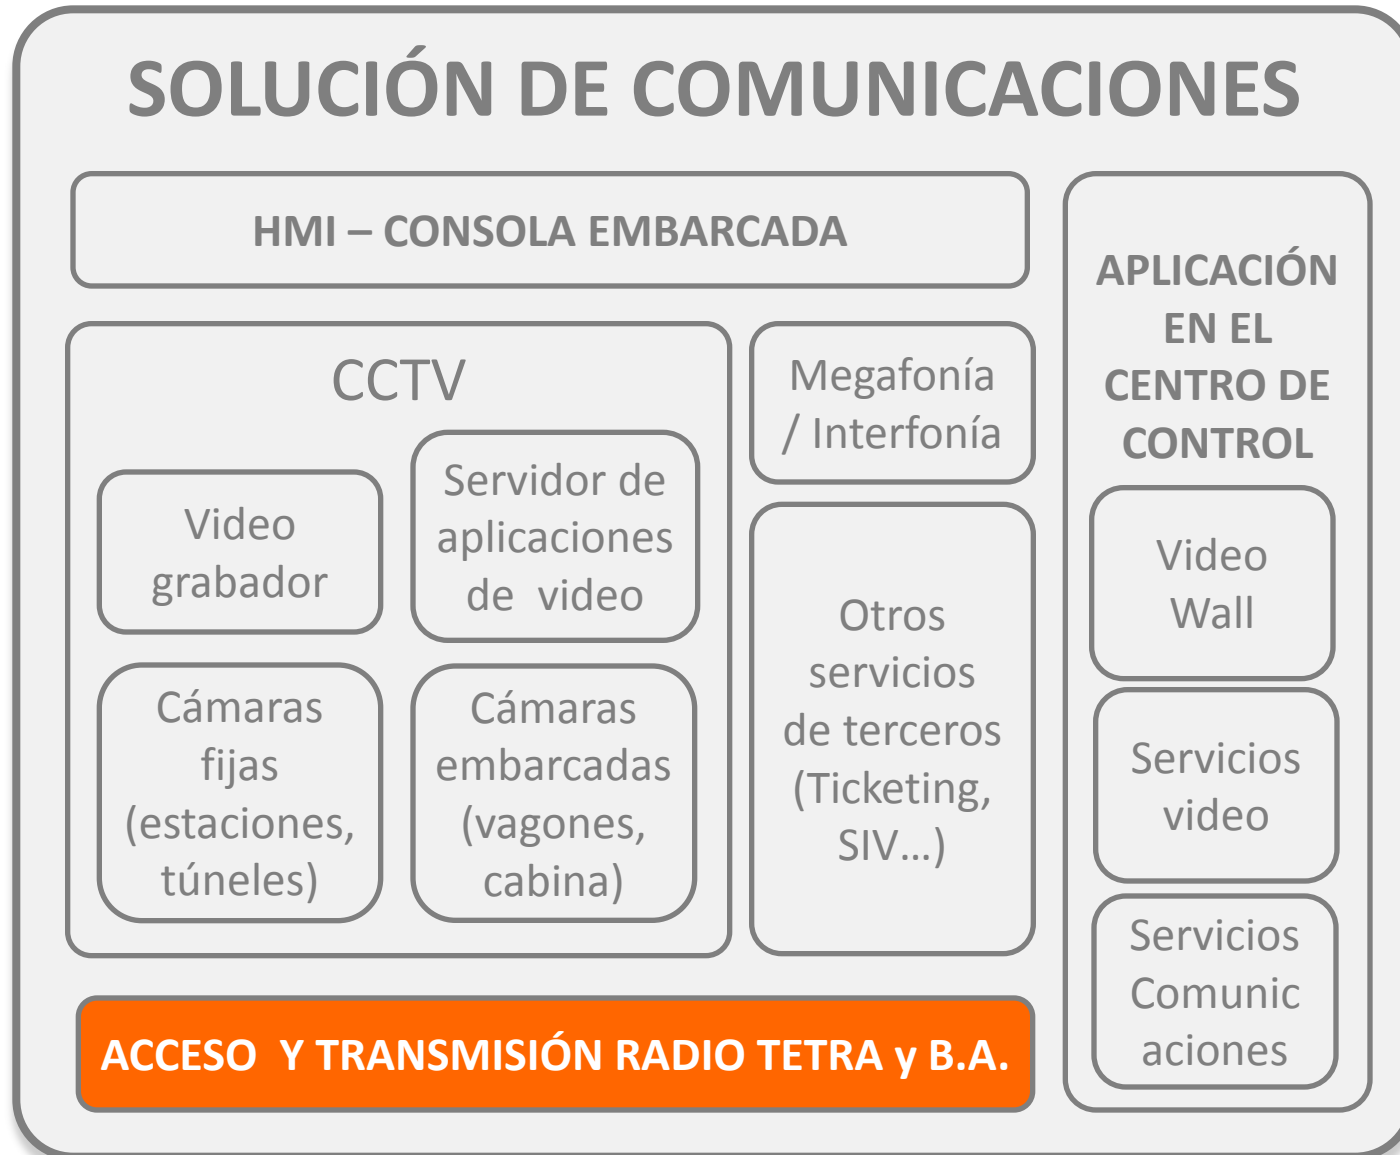 SOLUCIÓN DE COMUNICACIONES
HMI – CONSOLA EMBARCADA
CCTV
Video
grabador
Servidor de
aplicaciones
de video
Cámaras
fijas
(estaciones,
túneles)
Cámaras
embarcadas
(vagones,
cabina)
Megafonía
/ Interfonía
Otros
servicios
de terceros
(Ticketing,
SIV...)
ACCESO Y TRANSMISIÓN RADIO TETRA y B.A.
APLICACIÓN
EN EL
CENTRO DE
CONTROL
Video
Wall
Servicios
video
Servicios
Comunic
aciones